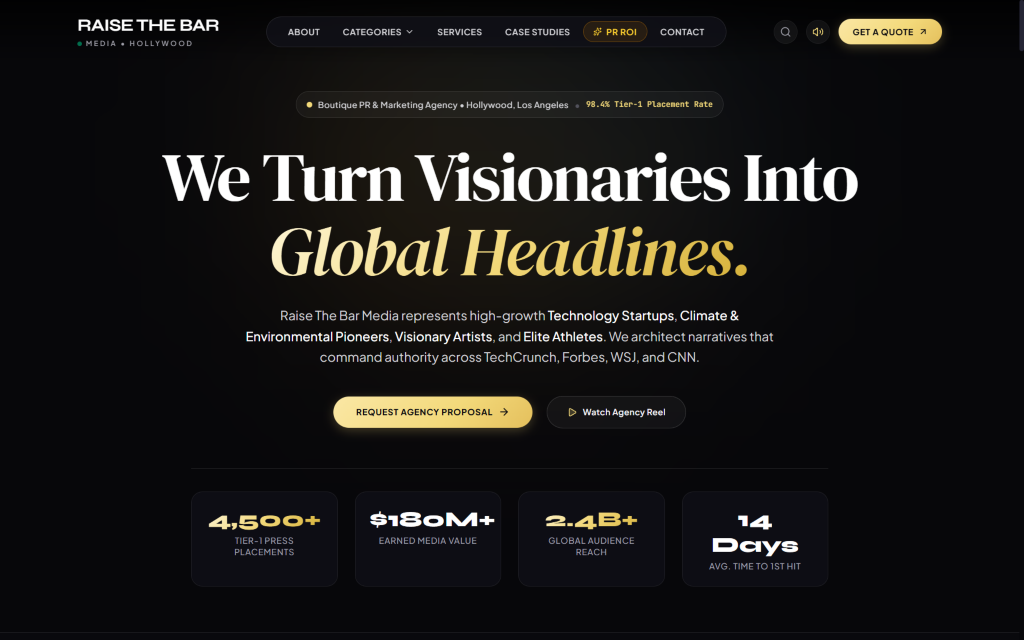 RAISE THE BAR
MEDIA • HOLLYWOOD
ABOUT
CATEGORIES
SERVICES
CASE STUDIES
PR ROI
CONTACT
GET A QUOTE
Boutique PR & Marketing Agency • Hollywood, Los Angeles • 98.4% Tier-1 Placement Rate
We Turn Visionaries Into
Global Headlines.
Raise The Bar Media represents high-growth Technology Startups, Climate &
Environmental Pioneers, Visionary Artists, and Elite Athletes. We architect narratives that
command authority across TechCrunch, Forbes, WSJ, and CNN.
REQUEST AGENCY PROPOSAL
Watch Agency Reel
4,500+
TIER-1 PRESS
PLACEMENTS
$180M+
EARNED MEDIA VALUE
2.4B+
GLOBAL AUDIENCE
REACH
14
Days
AVG. TIME TO 1ST HIT